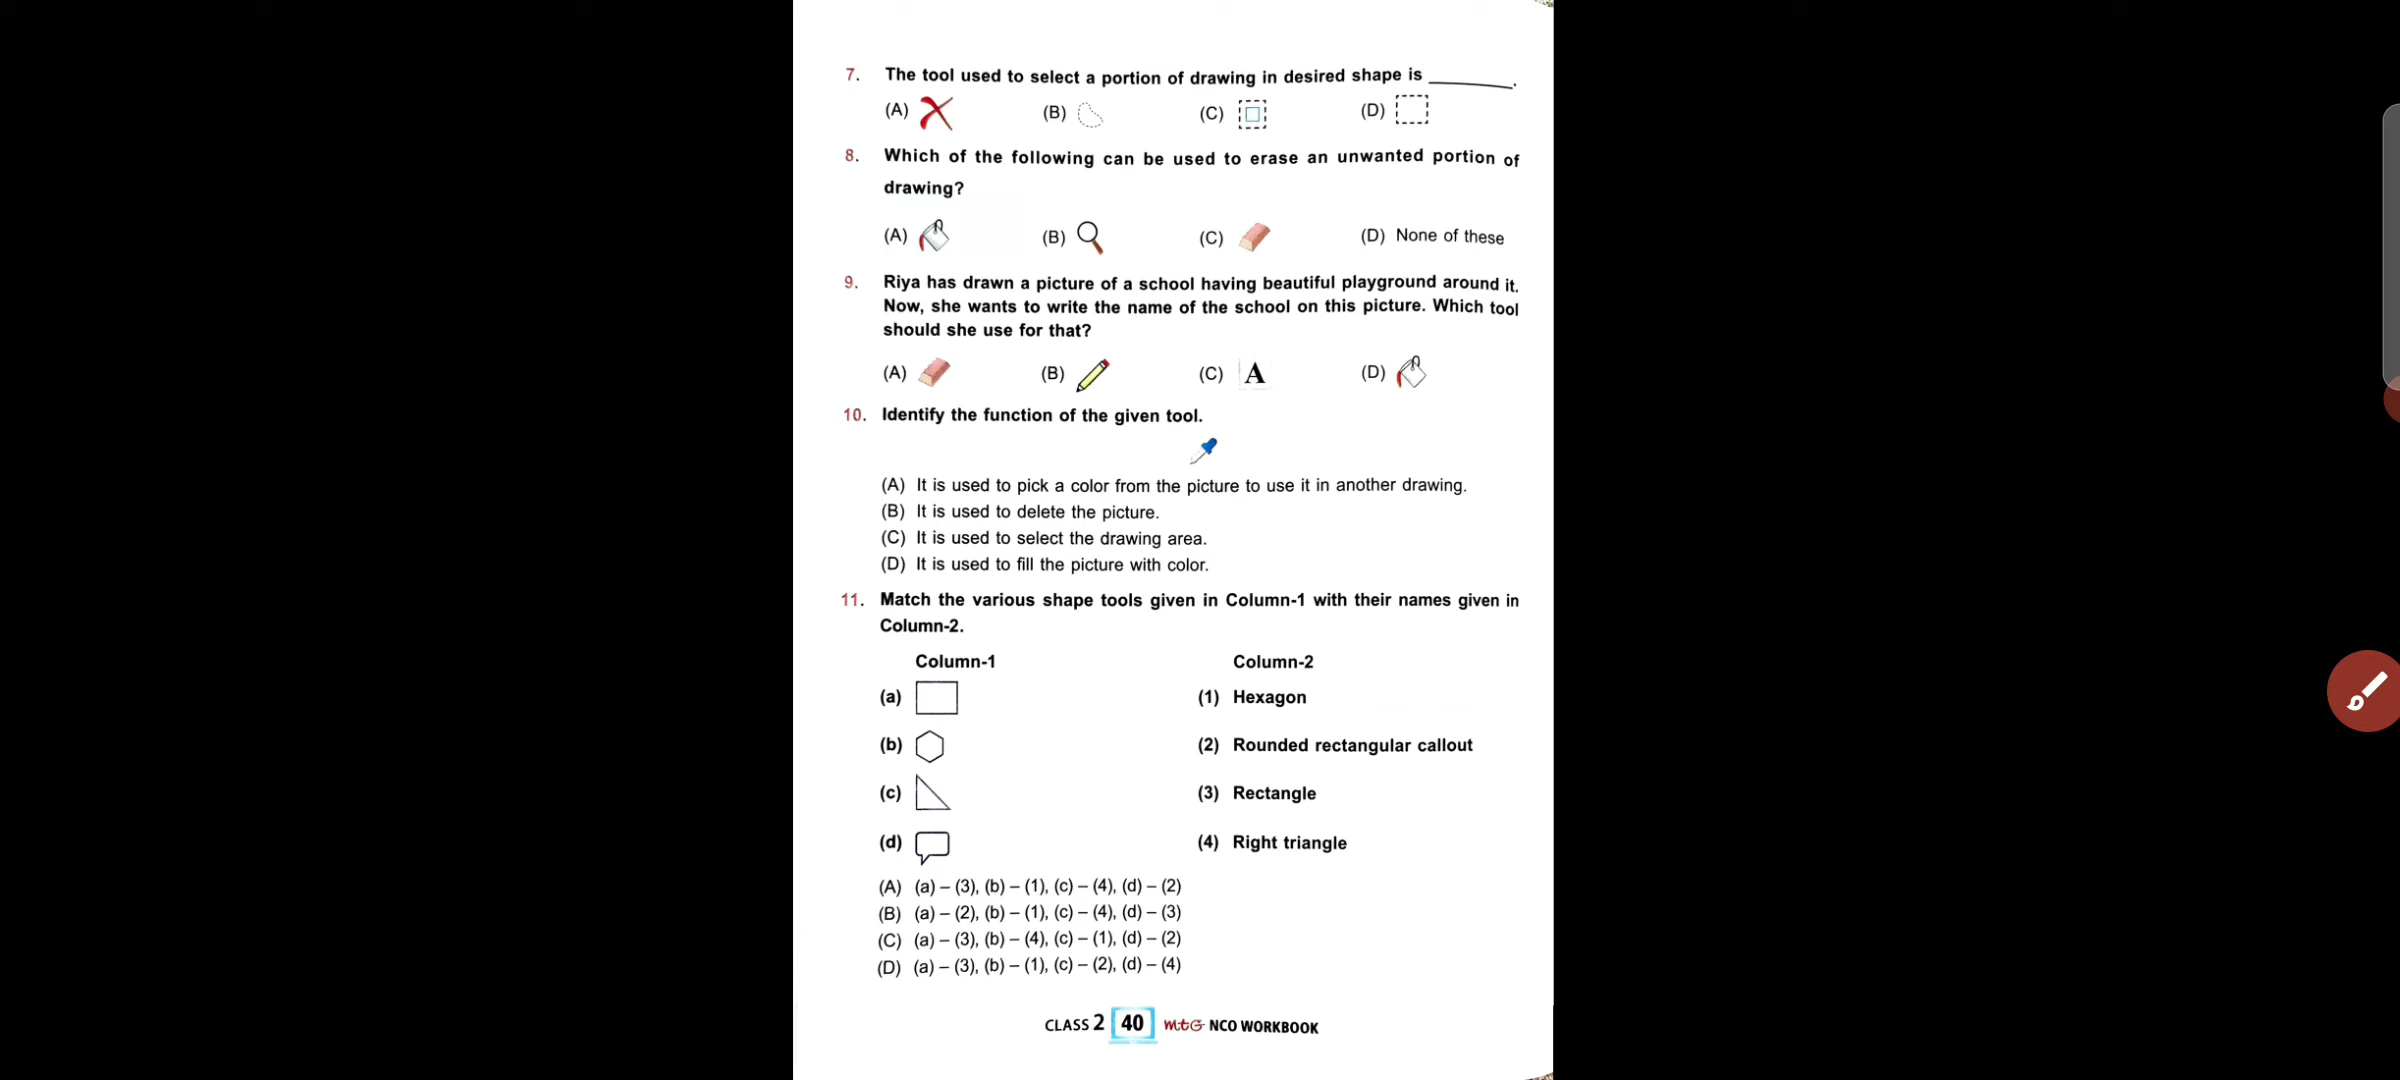 7. The tool used to select a portion of drawing in desired shape is ________.
(A) (B) (C) (D)
8. Which of the following can be used to erase an unwanted portion of
drawing?
(A) (B) (C) (D) None of these
9. Riya has drawn a picture of a school having beautiful playground around it.
Now, she wants to write the name of the school on this picture. Which tool
should she use for that?
(A) (B) (C) A (D)
10. Identify the function of the given tool.
(A) It is used to pick a color from the picture to use it in another drawing.
(B) It is used to delete the picture.
(C) It is used to select the drawing area.
(D) It is used to fill the picture with color.
11. Match the various shape tools given in Column-1 with their names given in
Column-2.
Column-1 Column-2
(a) (1) Hexagon
(b) (2) Rounded rectangular callout
(c) (3) Rectangle
(d) (4) Right triangle
(A) (a) – (3), (b) – (1), (c) – (4), (d) – (2)
(B) (a) – (2), (b) – (1), (c) – (4), (d) – (3)
(C) (a) – (3), (b) – (4), (c) – (1), (d) – (2)
(D) (a) – (3), (b) – (1), (c) – (2), (d) – (4)
CLASS 2 40 mtG NCO WORKBOOK